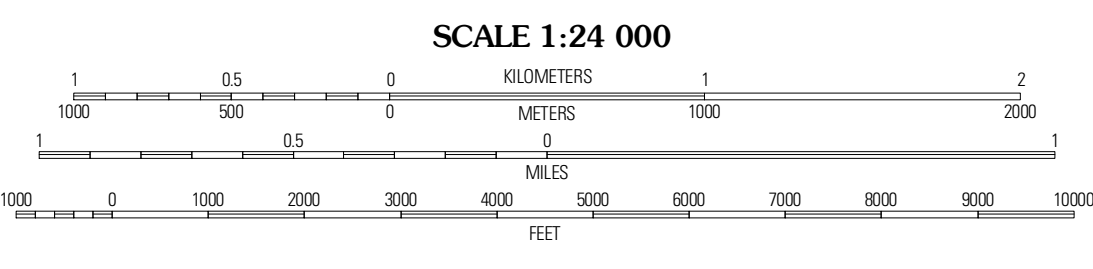 SCALE 1:24 000
1 0.5 0 KILOMETERS 1 2
1000 500 0 METERS 1000 2000
1 0.5 0 1
MILES
1000 0 1000 2000 3000 4000 5000 6000 7000 8000 9000 10000
FEET